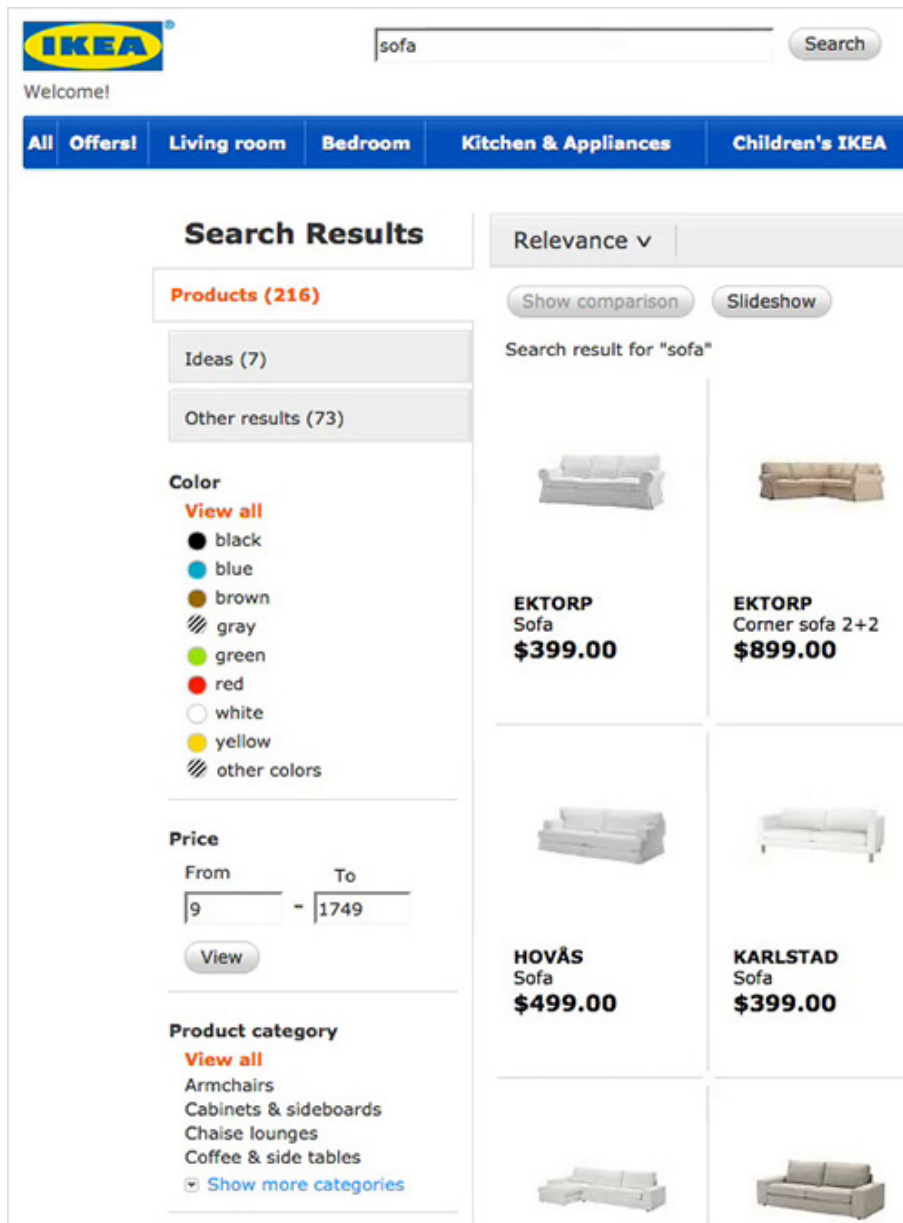 IKEA®
sofa
Search
Welcome!
All Offers! Living room Bedroom Kitchen & Appliances Children's IKEA
Search Results
Products (216)
Ideas (7)
Other results (73)
Color
View all
black
blue
brown
gray
green
red
white
yellow
other colors
Price
From To
9 - 1749
View
Product category
View all
Armchairs
Cabinets & sideboards
Chaise lounges
Coffee & side tables
Show more categories
Relevance
Show comparison Slideshow
Search result for "sofa"
EKTORP
Sofa
$399.00
EKTORP
Corner sofa 2+2
$899.00
HOVÅS
Sofa
$499.00
KARLSTAD
Sofa
$399.00